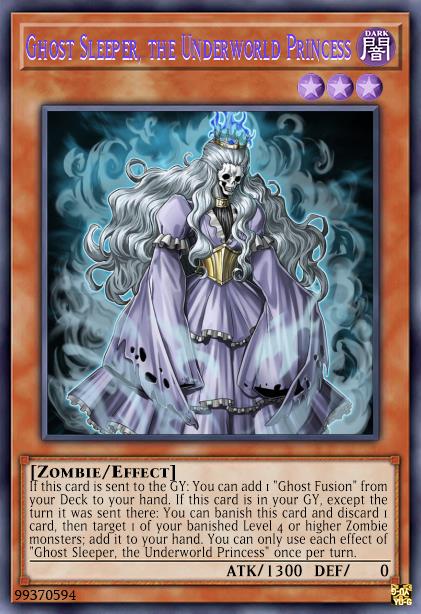 Ghost Sleeper, the Underworld Princess
DARK
闇
[Zombie/Effect]
If this card is sent to the GY: You can add 1 "Ghost Fusion" from
your Deck to your hand. If this card is in your GY, except the
turn it was sent there: You can banish this card and discard 1
card, then target 1 of your banished Level 4 or higher Zombie
monsters; add it to your hand. You can only use each effect of
"Ghost Sleeper, the Underworld Princess" once per turn.
ATK/1300 DEF/ 0
99370594